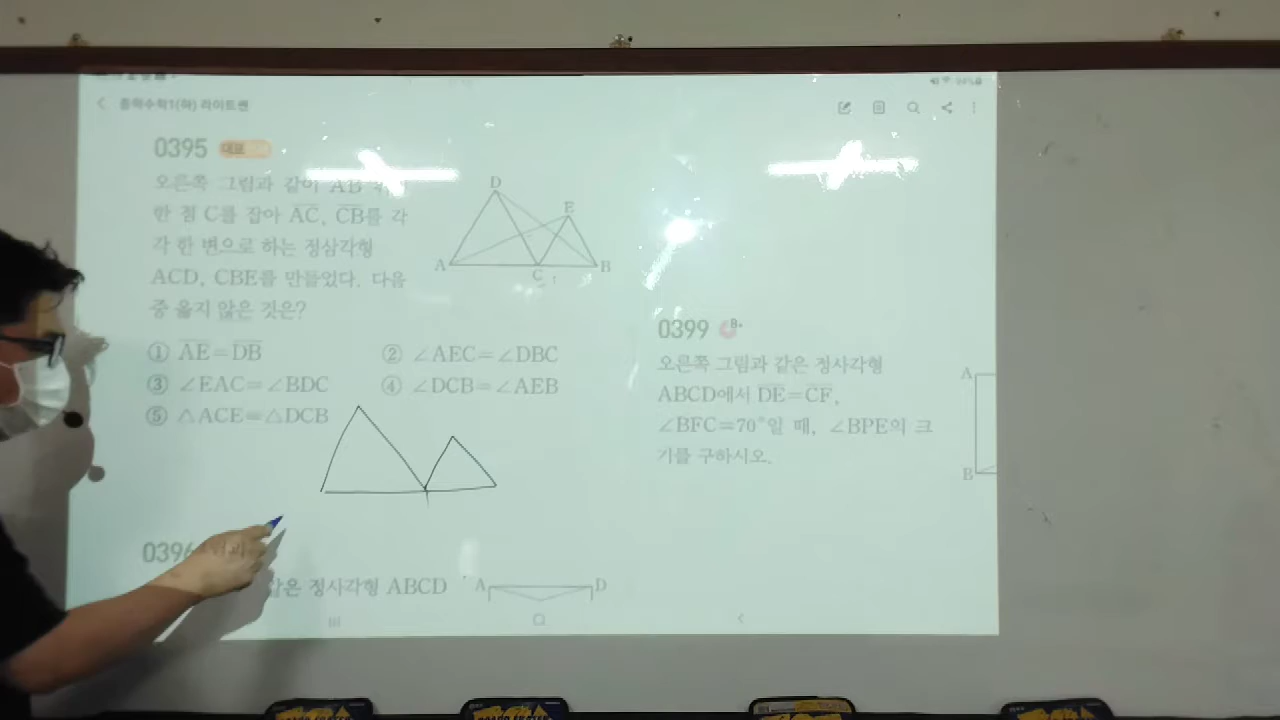 중학수학1(하) 라이트쎈
0395 대표
오른쪽 그림과 같이 AB
한 점 C를 잡아 AC, CB를 각
각 한 변으로 하는 정삼각형
ACD, CBE를 만들었다. 다음
중 옳지 않은 것은?
D
E
A
C
B
① AE=DB
② ∠AEC=∠DBC
③ ∠EAC=∠BDC
④ ∠DCB=∠AEB
⑤ △ACE≡△DCB
0396
같은 정사각형 ABCD
A
D
0399
오른쪽 그림과 같은 정사각형
ABCD에서 DE=CF,
∠BFC=70°일 때, ∠BPE의 크
기를 구하시오.
A
B